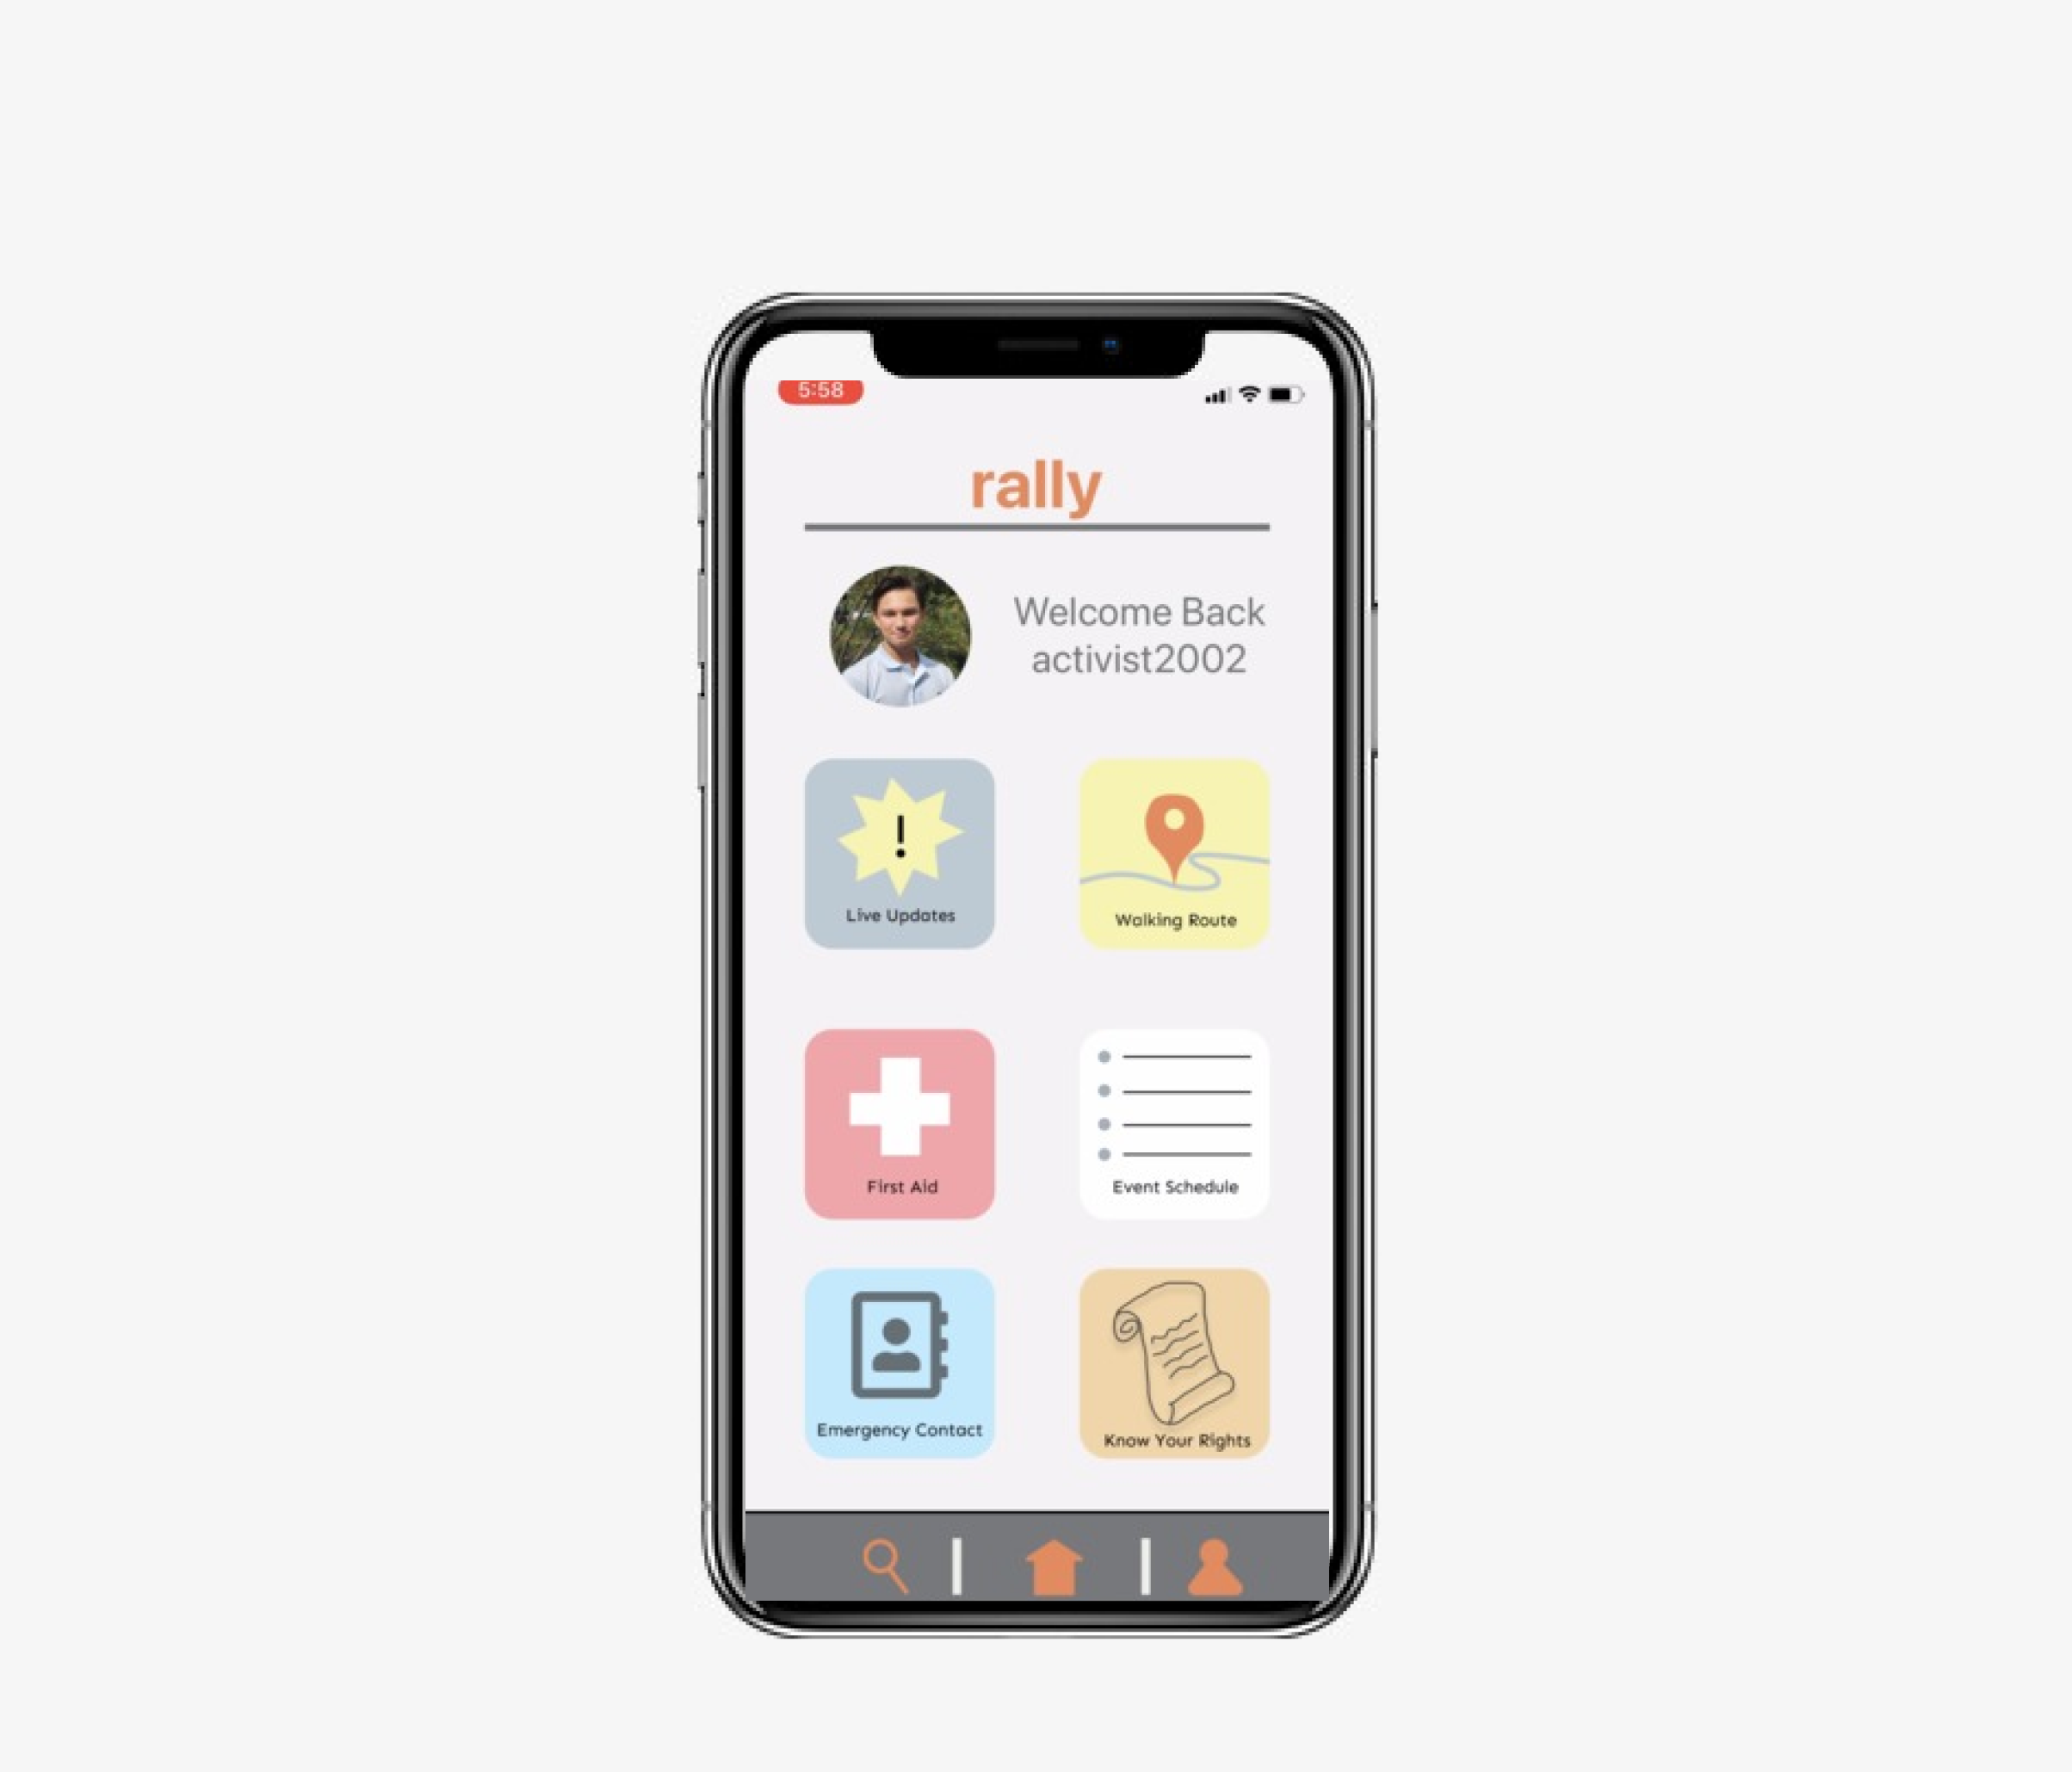 5:58
rally
Welcome Back
activist2002
!
Live Updates
Walking Route
First Aid
Event Schedule
Emergency Contact
Know Your Rights